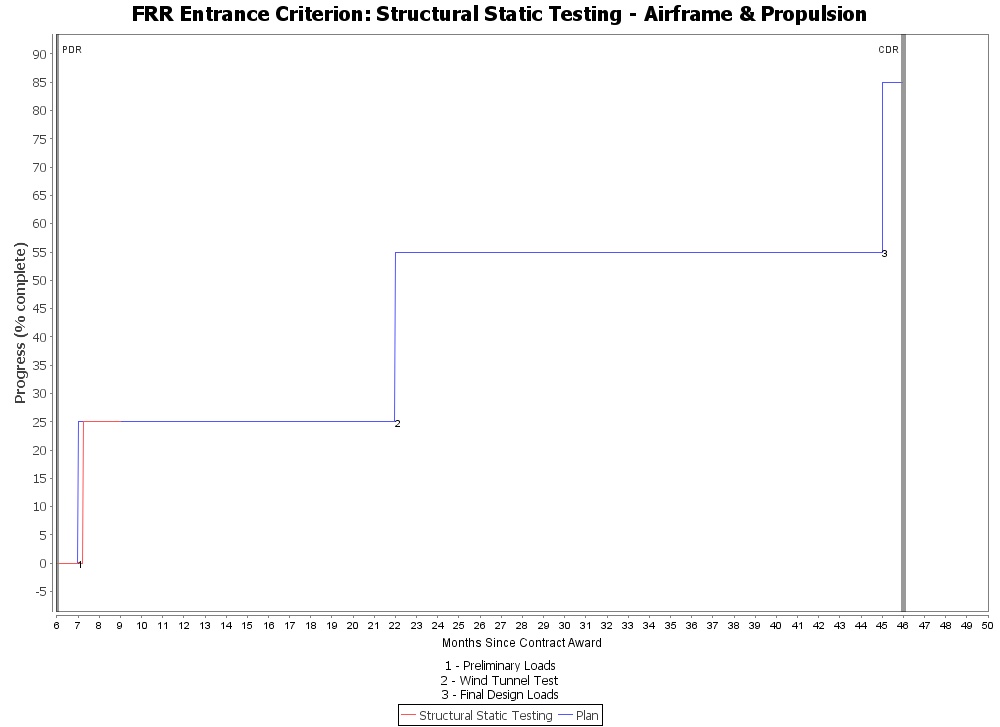 FRR Entrance Criterion: Structural Static Testing - Airframe & Propulsion
PDR
CDR
90
85
80
75
70
65
60
55
50
45
40
35
30
25
20
15
10
5
0
-5
Progress (% complete)
1
2
3
6 7 8 9 10 11 12 13 14 15 16 17 18 19 20 21 22 23 24 25 26 27 28 29 30 31 32 33 34 35 36 37 38 39 40 41 42 43 44 45 46 47 48 49 50
Months Since Contract Award
1 - Preliminary Loads
2 - Wind Tunnel Test
3 - Final Design Loads
Structural Static Testing Plan